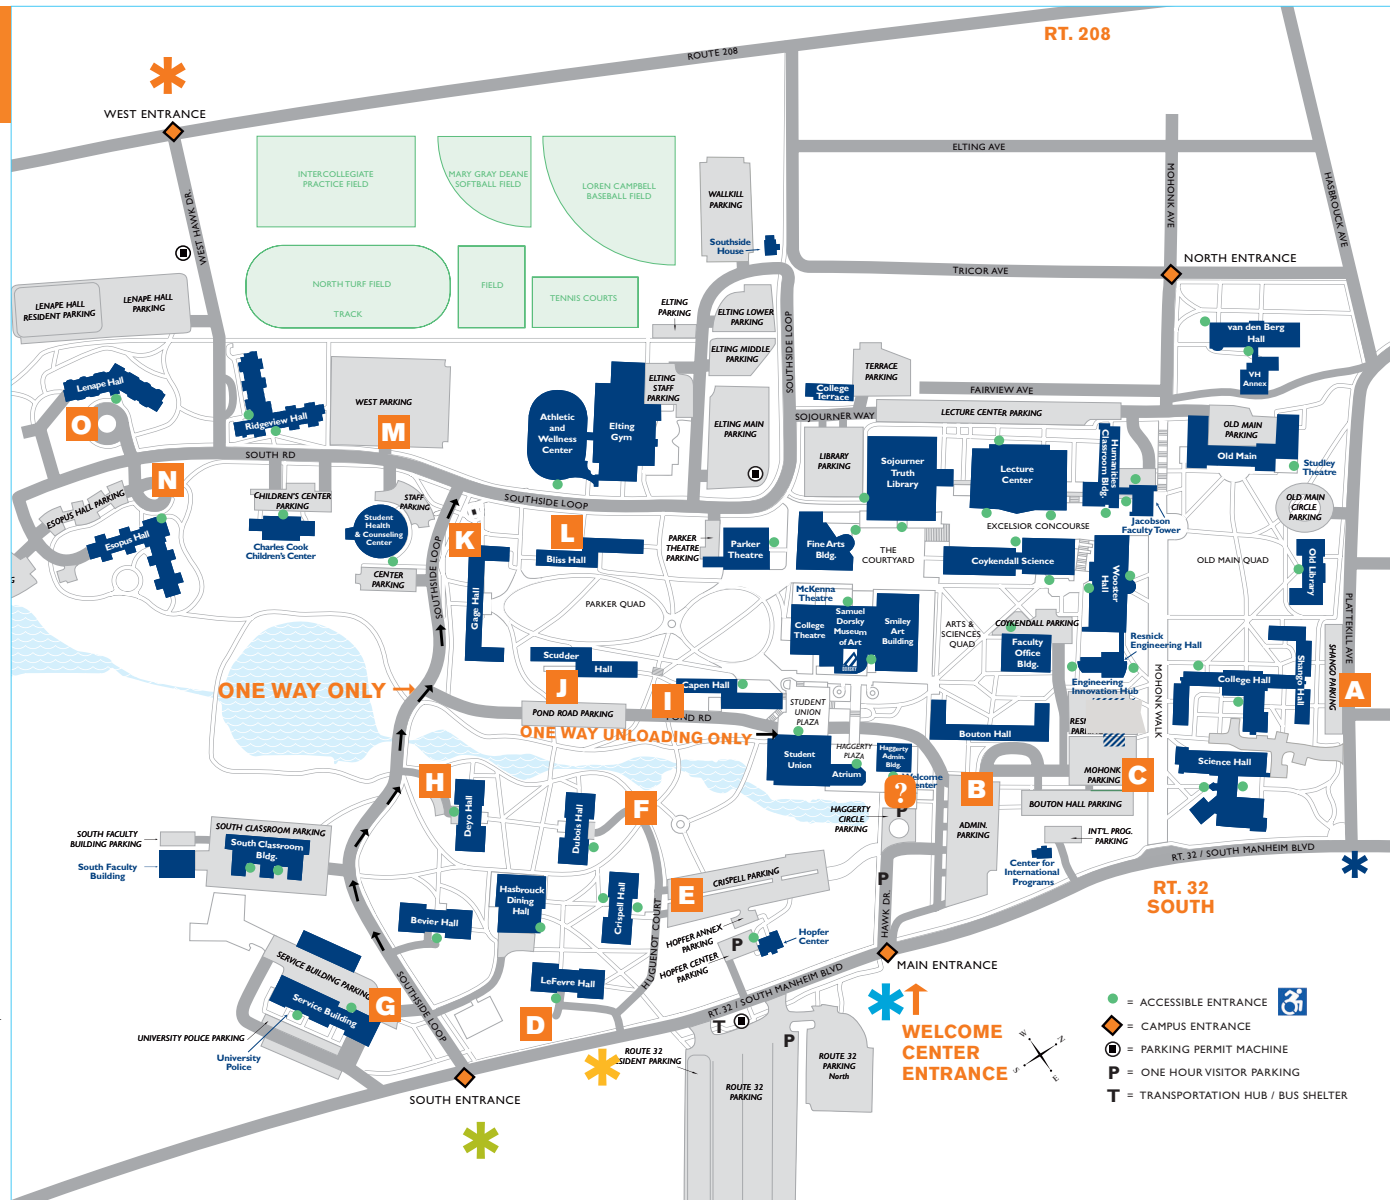 RT. 208
ROUTE 208
WEST ENTRANCE
WEST HAWK DR.
INTERCOLLEGIATE
PRACTICE FIELD
MARY GRAY DEANE
SOFTBALL FIELD
LOREN CAMPBELL
BASEBALL FIELD
WALLKILL
PARKING
Southside
House
ELTING AVE
MOHONK AVE
HASBROUCK AVE
TRICOR AVE
NORTH ENTRANCE
NORTH TURF FIELD
TRACK
FIELD
TENNIS COURTS
LENAPE HALL
RESIDENT PARKING
LENAPE HALL
PARKING
ELTING
PARKING
ELTING LOWER
PARKING
ELTING MIDDLE
PARKING
SOUTHSIDE LOOP
van den Berg
Hall
VH
Annex
Lenape Hall
O
Ridgeview Hall
WEST PARKING
M
ELTING
STAFF
PARKING
TERRACE
PARKING
College
Terrace
FAIRVIEW AVE
SOJOURNER WAY
LECTURE CENTER PARKING
Athletic
and
Wellness
Center
Elting
Gym
ELTING MAIN
PARKING
LIBRARY
PARKING
Sojourner
Truth
Library
Lecture
Center
Humanities
Classroom Bldg.
OLD MAIN
PARKING
Old Main
Studley
Theatre
SOUTH RD
N
ESOPUS HALL PARKING
CHILDREN'S CENTER
PARKING
STAFF
PARKING
SOUTHSIDE LOOP
OLD MAIN
CIRCLE
PARKING
Esopus Hall
Charles Cook
Children's Center
Student
Health
& Counseling
Center
CENTER
PARKING
K
L
Bliss Hall
PARKER
THEATRE
PARKING
Parker
Theatre
Fine Arts
Bldg.
THE
COURTYARD
EXCELSIOR CONCOURSE
Jacobson
Faculty Tower
Coykendall Science
Wooster
Hall
OLD MAIN QUAD
Old Library
SOUTHSIDE LOOP
Gage Hall
PARKER QUAD
McKenna
Theatre
College
Theatre
Samuel
Dorsky
Museum
of Art
DORSKY
Smiley
Art
Building
ARTS &
SCIENCES
QUAD
COYKENDALL PARKING
Faculty
Office
Bldg.
Resnick
Engineering Hall
Engineering
Innovation Hub
PLATTEKILL AVE
Shango Hall
SHANGO PARKING
A
Scudder
Hall
J
I
Capen Hall
College Hall
MOHONK WALK
ONE WAY ONLY
POND ROAD PARKING
POND RD
ONE WAY UNLOADING ONLY
STUDENT
UNION
PLAZA
HAGGERTY
PLAZA
Student
Union
Atrium
Haggerty
Admin.
Bldg.
Welcome
Center
?
Bouton Hall
MOHONK
PARKING
C
Science Hall
H
Deyo Hall
Dubois Hall
F
HAGGERTY
CIRCLE
PARKING
P
B
ADMIN.
PARKING
BOUTON HALL PARKING
INT'L. PROG.
PARKING
Center for
International
Programs
RT. 32 / SOUTH MANHEIM BLVD
SOUTH FACULTY
BUILDING PARKING
South Faculty
Building
SOUTH CLASSROOM PARKING
South Classroom
Bldg.
Hasbrouck
Dining
Hall
Crispell Hall
E
CRISPELL PARKING
P
HAWK DR.
RT. 32
SOUTH
Bevier Hall
HUGUENOT COURT
HOPFER ANNEX
PARKING
P
Hopfer
Center
HOPFER CENTER
PARKING
MAIN ENTRANCE
SERVICE BUILDING PARKING
Service Building
G
SOUTHSIDE LOOP
LeFevre Hall
D
RT. 32 / SOUTH MANHEIM BLVD
T
P
UNIVERSITY POLICE PARKING
University
Police
ROUTE 32
SIDENT PARKING
ROUTE 32
PARKING
ROUTE 32
PARKING
North
WELCOME
CENTER
ENTRANCE
W
N
S
E
SOUTH ENTRANCE
= ACCESSIBLE ENTRANCE
= CAMPUS ENTRANCE
= PARKING PERMIT MACHINE
P = ONE HOUR VISITOR PARKING
T = TRANSPORTATION HUB / BUS SHELTER